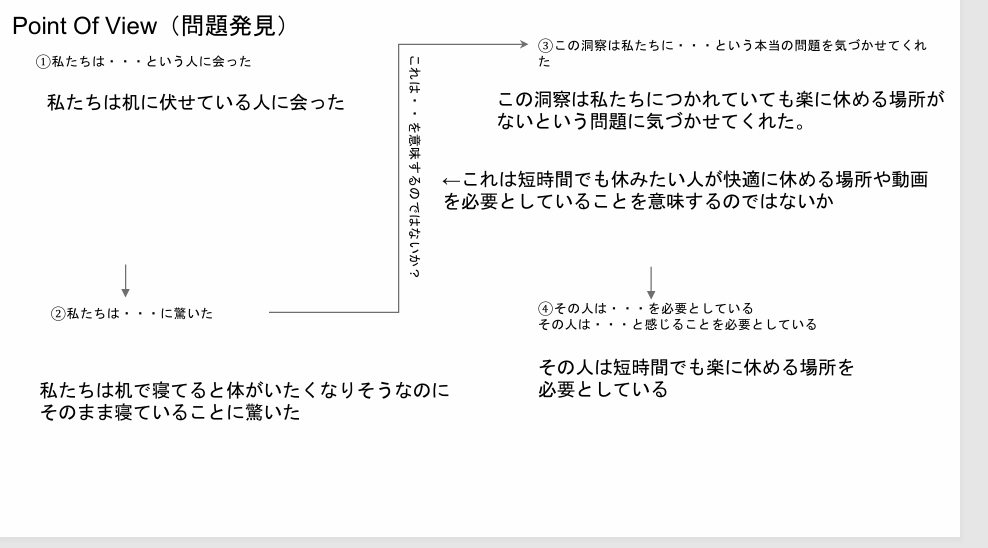 Point Of View（問題発見）
①私たちは・・・という人に会った
私たちは机に伏せている人に会った
②私たちは・・・に驚いた
私たちは机で寝てると体がいたくなりそうなのに
そのまま寝ていることに驚いた
これは・・を意味するのではないか？
③この洞察は私たちに・・・という本当の問題を気づかせてくれ
た
この洞察は私たちにつかれていても楽に休める場所が
ないという問題に気づかせてくれた。
←これは短時間でも休みたい人が快適に休める場所や動画
を必要としていることを意味するのではないか
④その人は・・・を必要としている
その人は・・・と感じることを必要としている
その人は短時間でも楽に休める場所を
必要としている